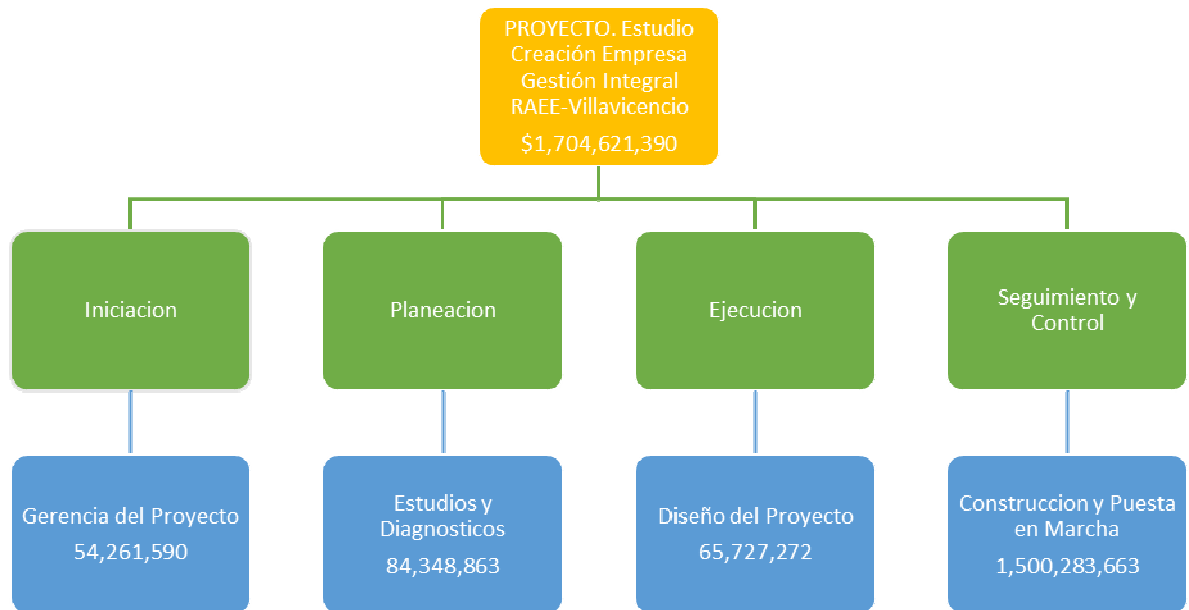 PROYECTO. Estudio
Creación Empresa
Gestión Integral
RAEE-Villavicencio
$1,704,621,390
Iniciacion
Planeacion
Ejecucion
Seguimiento y
Control
Gerencia del Proyecto
54,261,590
Estudios y
Diagnosticos
84,348,863
Diseño del Proyecto
65,727,272
Construccion y Puesta
en Marcha
1,500,283,663